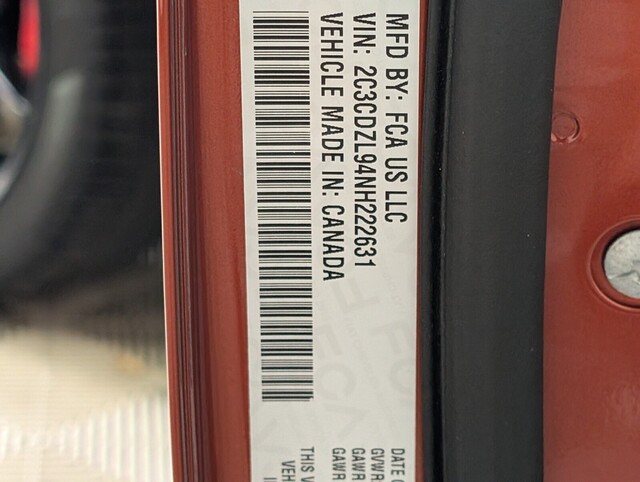 MFD BY: FCA US LLC
VIN: 2C3CDZL94NH222631
VEHICLE MADE IN: CANADA
DATE O
GVWR
GAWR
GAWR
THIS V
VEH